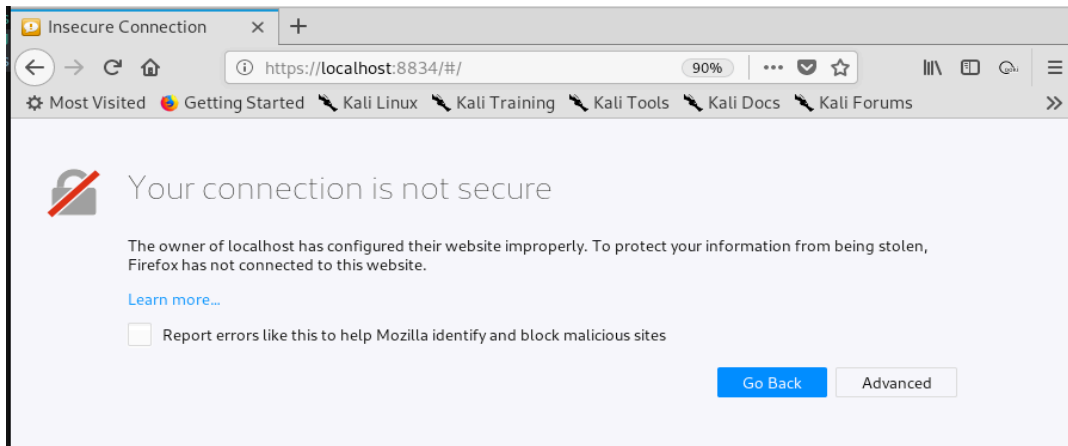 Insecure Connection
https://localhost:8834/#/ 90%
Most Visited Getting Started Kali Linux Kali Training Kali Tools Kali Docs Kali Forums
Your connection is not secure
The owner of localhost has configured their website improperly. To protect your information from being stolen,
Firefox has not connected to this website.
Learn more...
Report errors like this to help Mozilla identify and block malicious sites
Go Back Advanced